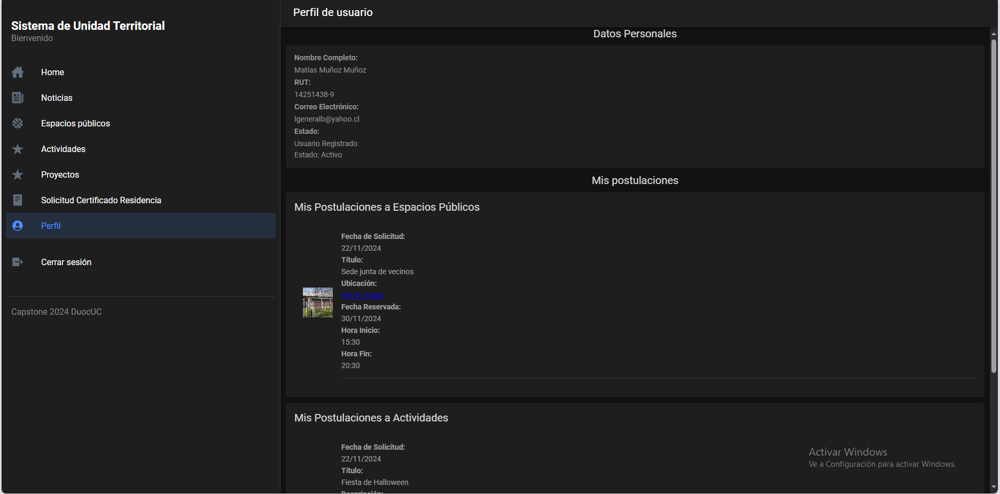 Sistema de Unidad Territorial
Bienvenido
Home
Noticias
Espacios públicos
Actividades
Proyectos
Solicitud Certificado Residencia
Perfil
Cerrar sesión
Capstone 2024 DuocUC
Perfil de usuario
Datos Personales
Nombre Completo:
Matías Muñoz Muñoz
RUT:
14251438-9
Correo Electrónico:
lgeneralb@yahoo.cl
Estado:
Usuario Registrado
Estado: Activo
Mis postulaciones
Mis Postulaciones a Espacios Públicos
Fecha de Solicitud:
22/11/2024
Título:
Sede junta de vecinos
Ubicación:
Ver en mapa
Fecha Reservada:
30/11/2024
Hora Inicio:
15:30
Hora Fin:
20:30
Mis Postulaciones a Actividades
Fecha de Solicitud:
22/11/2024
Título:
Fiesta de Halloween
Descripción:
Activar Windows
Ve a Configuración para activar Windows.